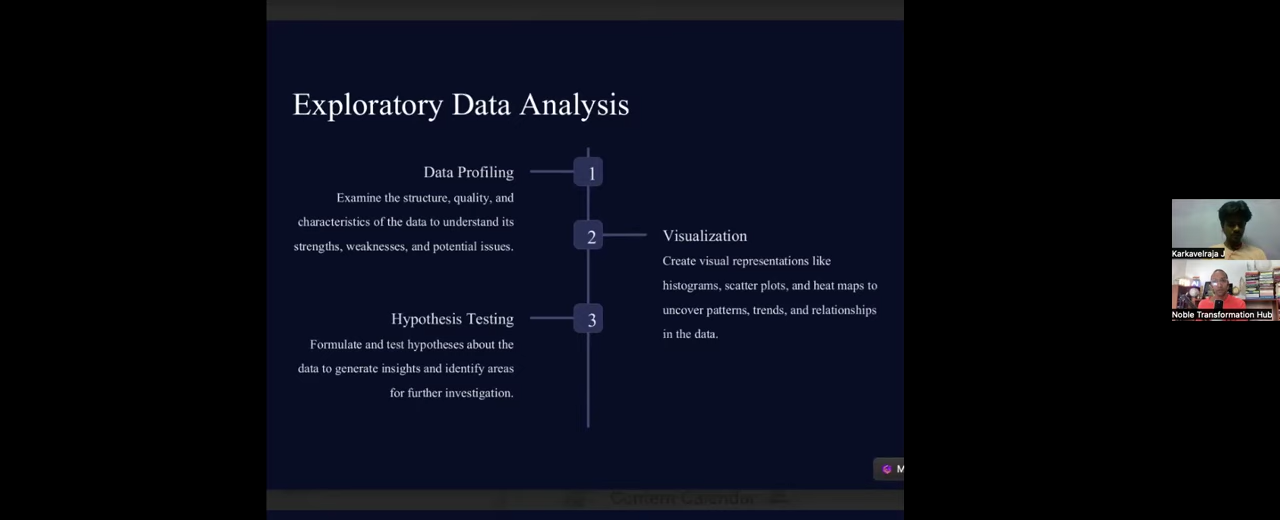 Exploratory Data Analysis
Data Profiling
1
Examine the structure, quality, and
characteristics of the data to understand its
strengths, weaknesses, and potential issues.
2
Visualization
Create visual representations like
histograms, scatter plots, and heat maps to
uncover patterns, trends, and relationships
in the data.
Hypothesis Testing
3
Formulate and test hypotheses about the
data to generate insights and identify areas
for further investigation.
M
Content Calendar
Karkavelraja J
Noble Transformation Hub